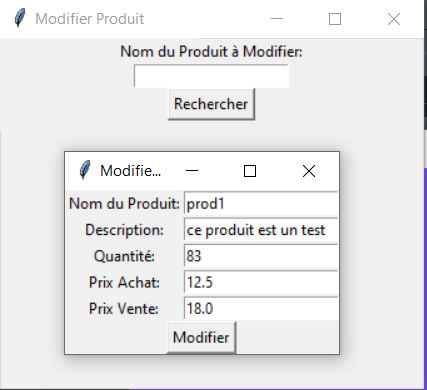 Modifier Produit
Nom du Produit à Modifier:
Rechercher
Modifie...
Nom du Produit: prod1
Description: ce produit est un test
Quantité: 83
Prix Achat: 12.5
Prix Vente: 18.0
Modifier